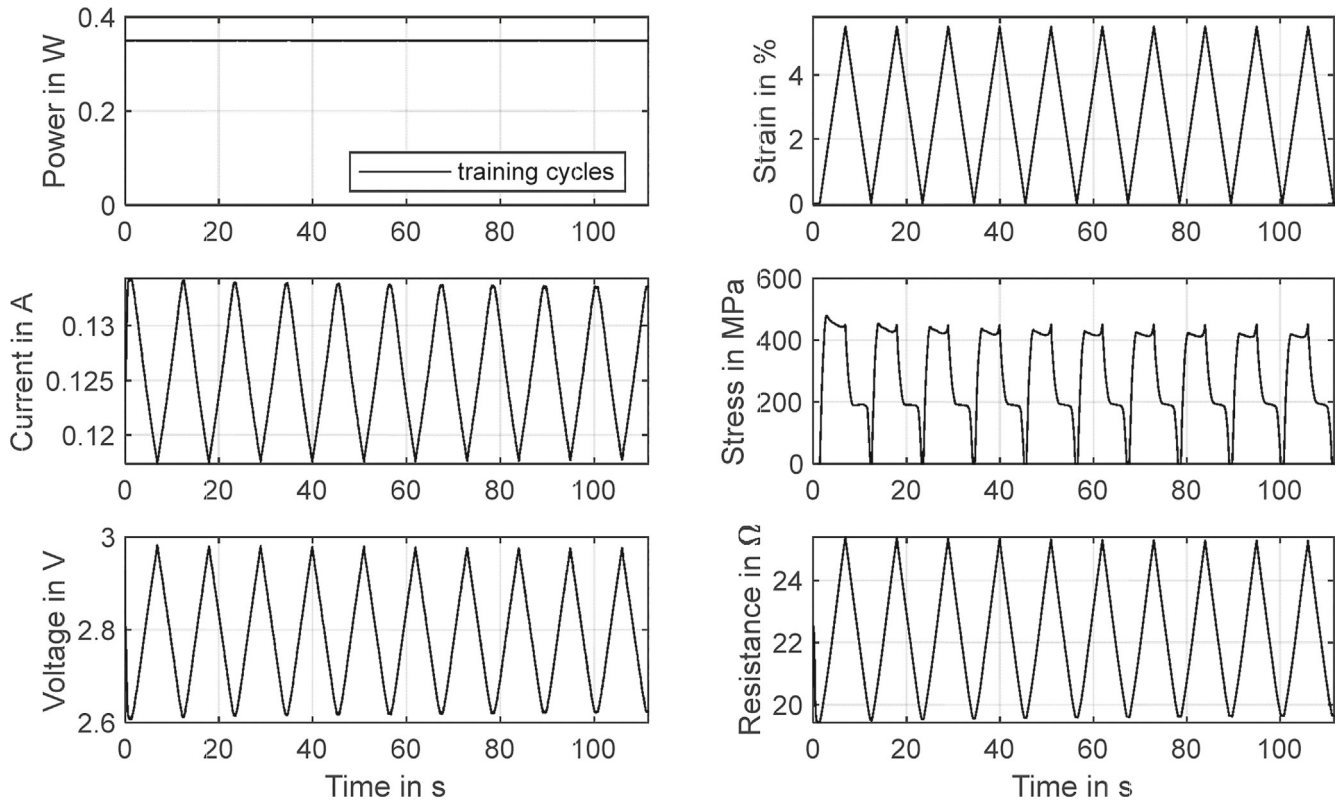 Power in W
0.4
0.2
0
training cycles
0 20 40 60 80 100
Strain in %
4
2
0
0 20 40 60 80 100
Current in A
0.13
0.125
0.12
0 20 40 60 80 100
Stress in MPa
600
400
200
0
0 20 40 60 80 100
Voltage in V
3
2.8
2.6
0 20 40 60 80 100
Time in s
Resistance in Ω
24
22
20
0 20 40 60 80 100
Time in s